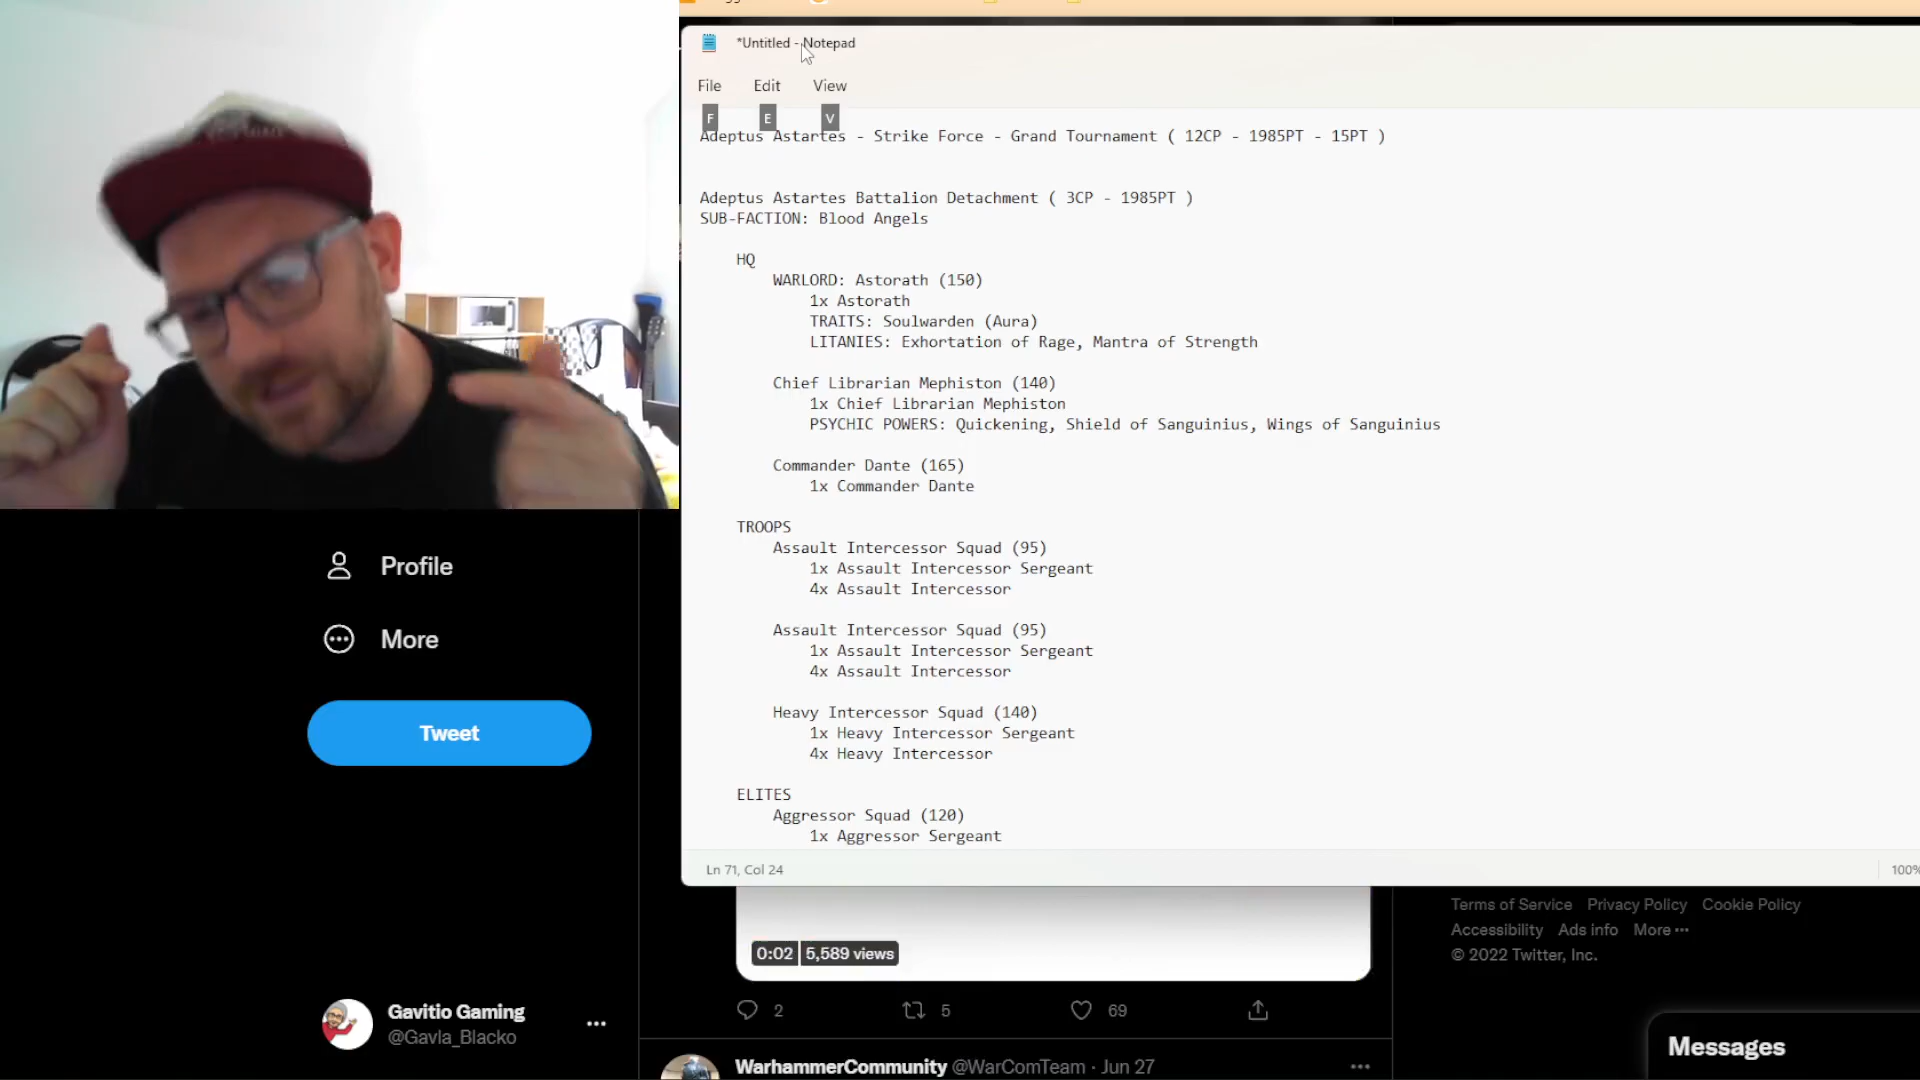 *Untitled - Notepad
File Edit View
F E V
Adeptus Astartes - Strike Force - Grand Tournament ( 12CP - 1985PT - 15PT )
Adeptus Astartes Battalion Detachment ( 3CP - 1985PT )
SUB-FACTION: Blood Angels
HQ
WARLORD: Astorath (150)
1x Astorath
TRAITS: Soulwarden (Aura)
LITANIES: Exhortation of Rage, Mantra of Strength
Chief Librarian Mephiston (140)
1x Chief Librarian Mephiston
PSYCHIC POWERS: Quickening, Shield of Sanguinius, Wings of Sanguinius
Commander Dante (165)
1x Commander Dante
TROOPS
Assault Intercessor Squad (95)
1x Assault Intercessor Sergeant
4x Assault Intercessor
Assault Intercessor Squad (95)
1x Assault Intercessor Sergeant
4x Assault Intercessor
Heavy Intercessor Squad (140)
1x Heavy Intercessor Sergeant
4x Heavy Intercessor
ELITES
Aggressor Squad (120)
1x Aggressor Sergeant
Ln 71, Col 24
100%
Profile
More
Tweet
Gavitio Gaming
@Gavla_Blacko
0:02 5,589 views
2 5 69
WarhammerCommunity @WarComTeam · Jun 27
Terms of Service Privacy Policy Cookie Policy
Accessibility Ads info More
© 2022 Twitter, Inc.
Messages